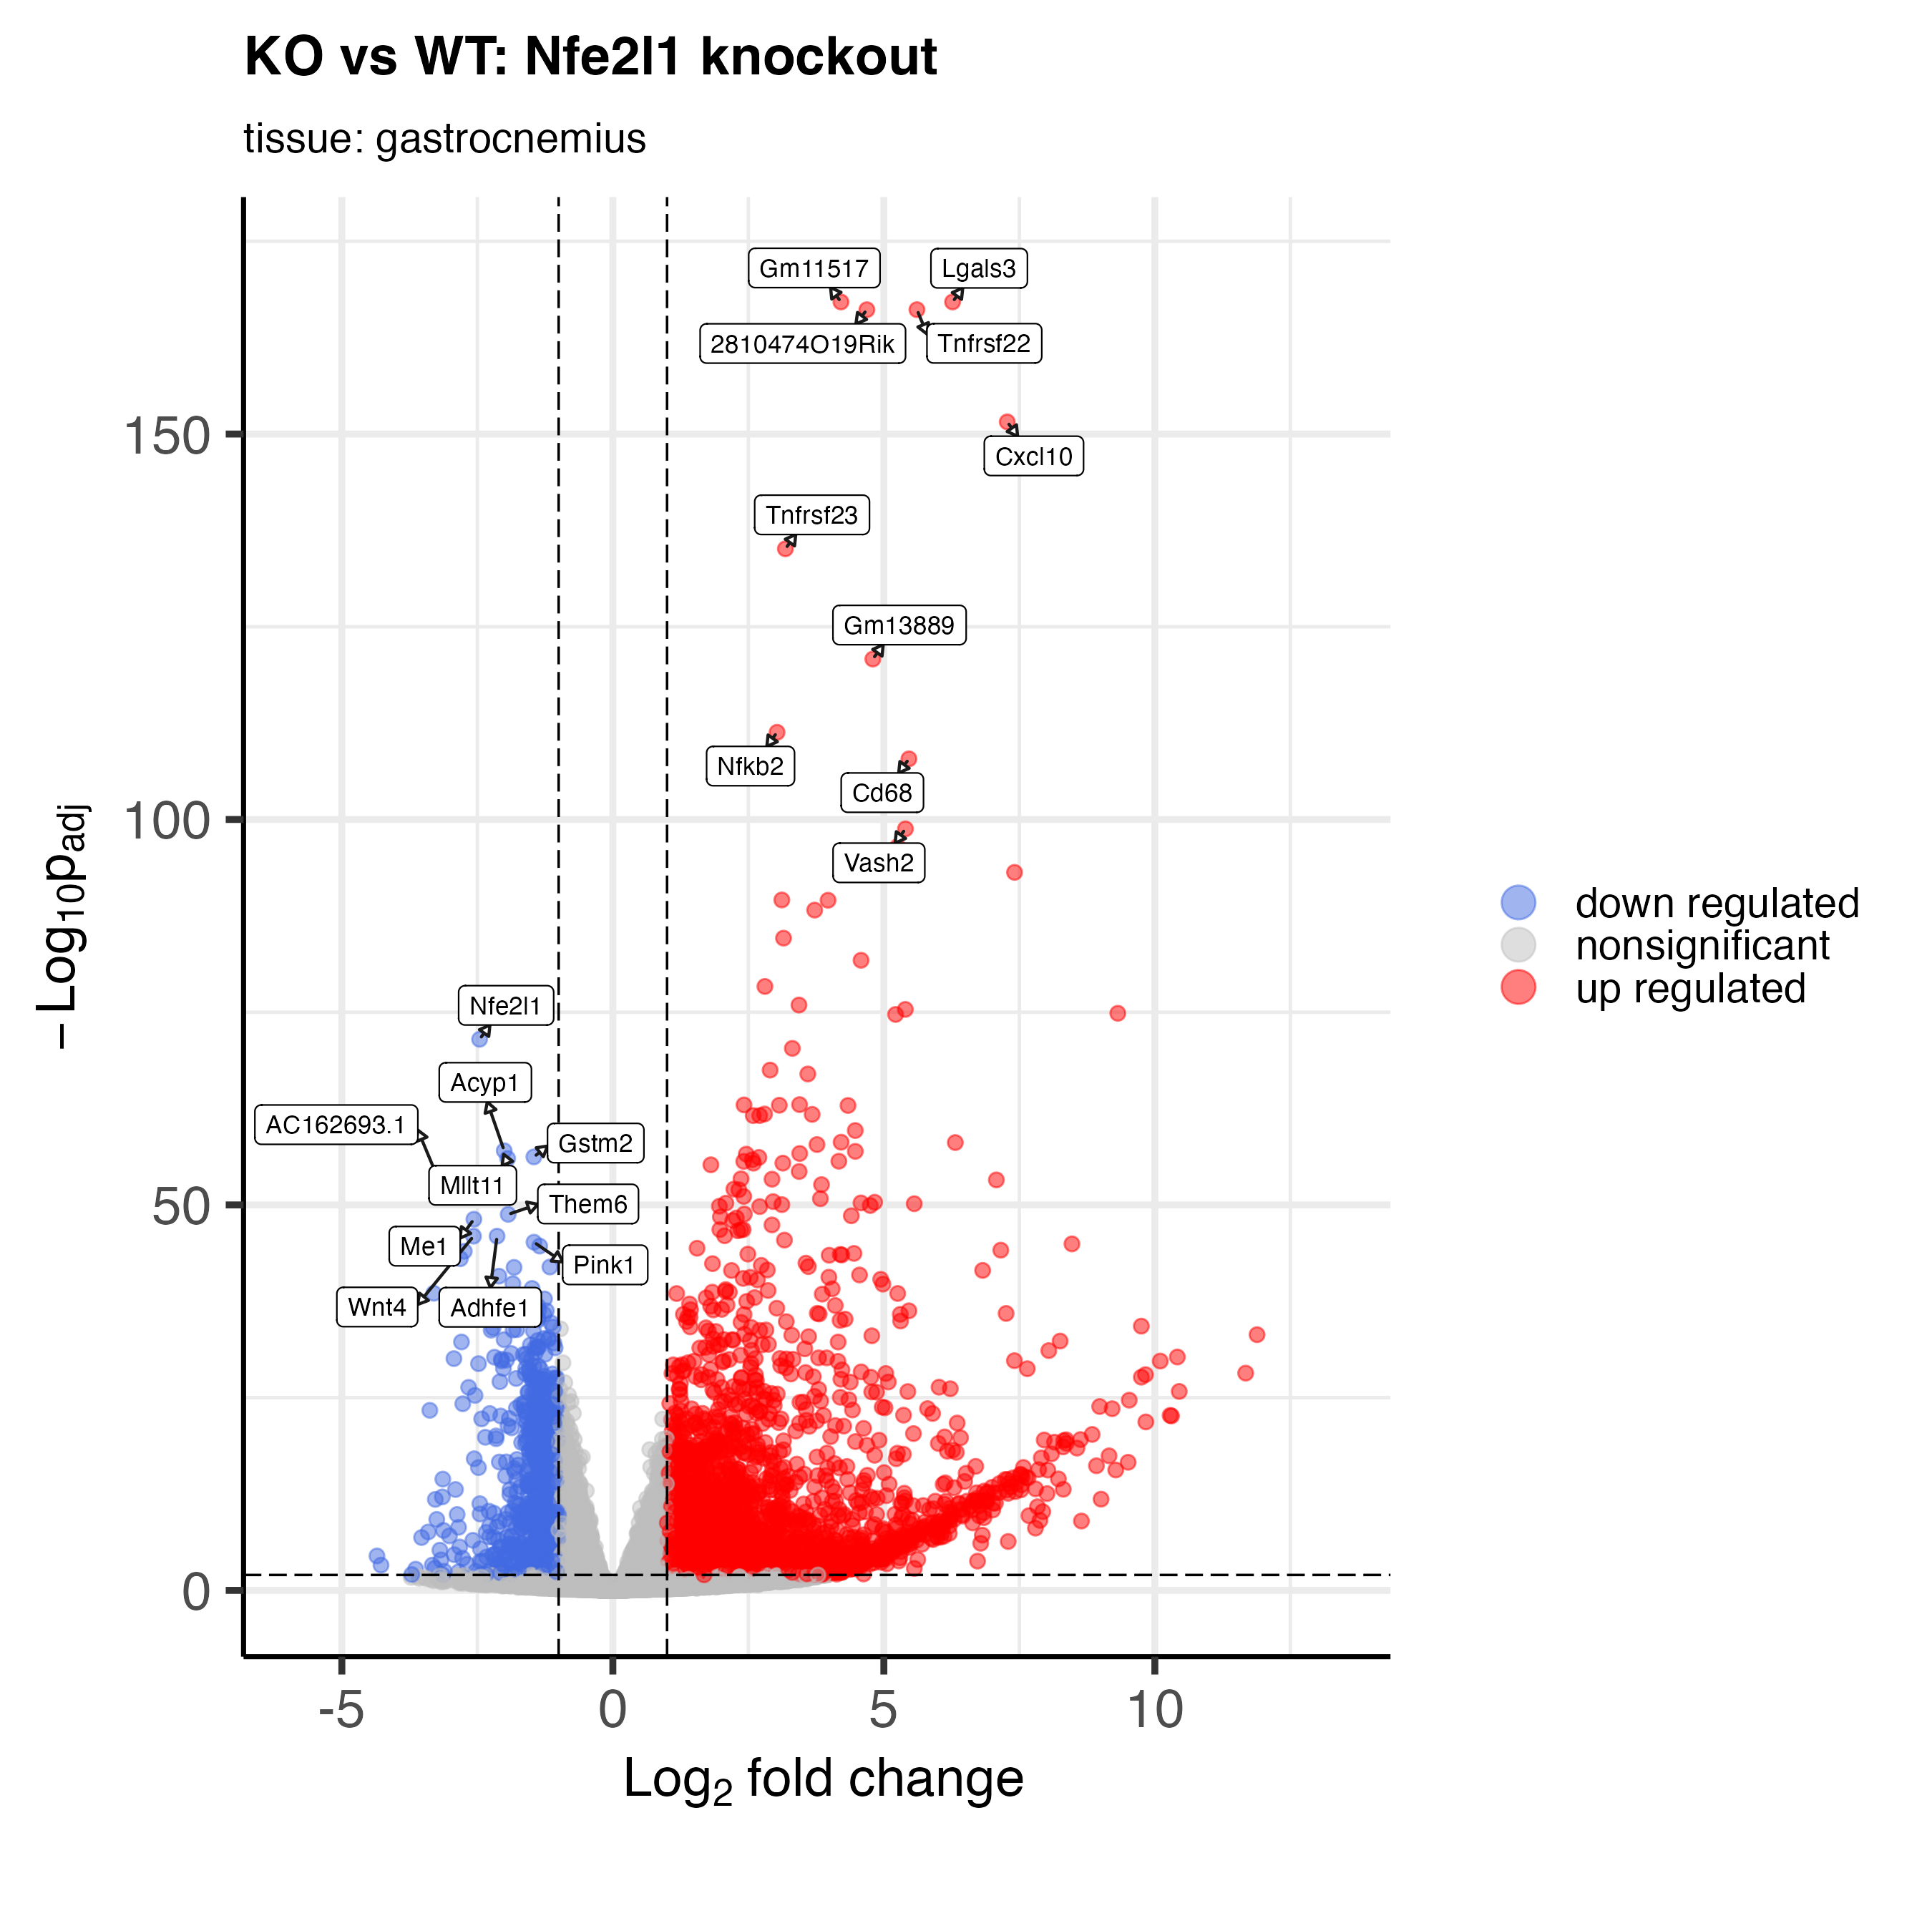 KO vs WT: Nfe2l1 knockout
tissue: gastrocnemius
Gm11517
Lgals3
2810474O19Rik
Tnfrsf22
150
Cxcl10
Tnfrsf23
Gm13889
Nfkb2
Cd68
100
Vash2
down regulated
nonsignificant
up regulated
Nfe2l1
Acyp1
AC162693.1
Gstm2
Mllt11
50
Them6
Me1
Pink1
Wnt4
Adhfe1
0
-5
0
5
10
Log2 fold change
−Log10padj